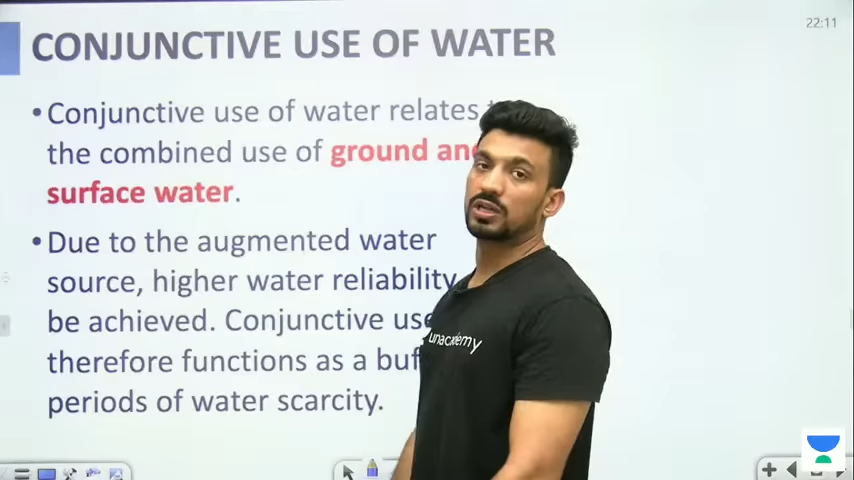 CONJUNCTIVE USE OF WATER
22:11
• Conjunctive use of water relates
the combined use of ground and
surface water.
• Due to the augmented water
source, higher water reliability
be achieved. Conjunctive use
therefore functions as a buf
periods of water scarcity.
unacademy